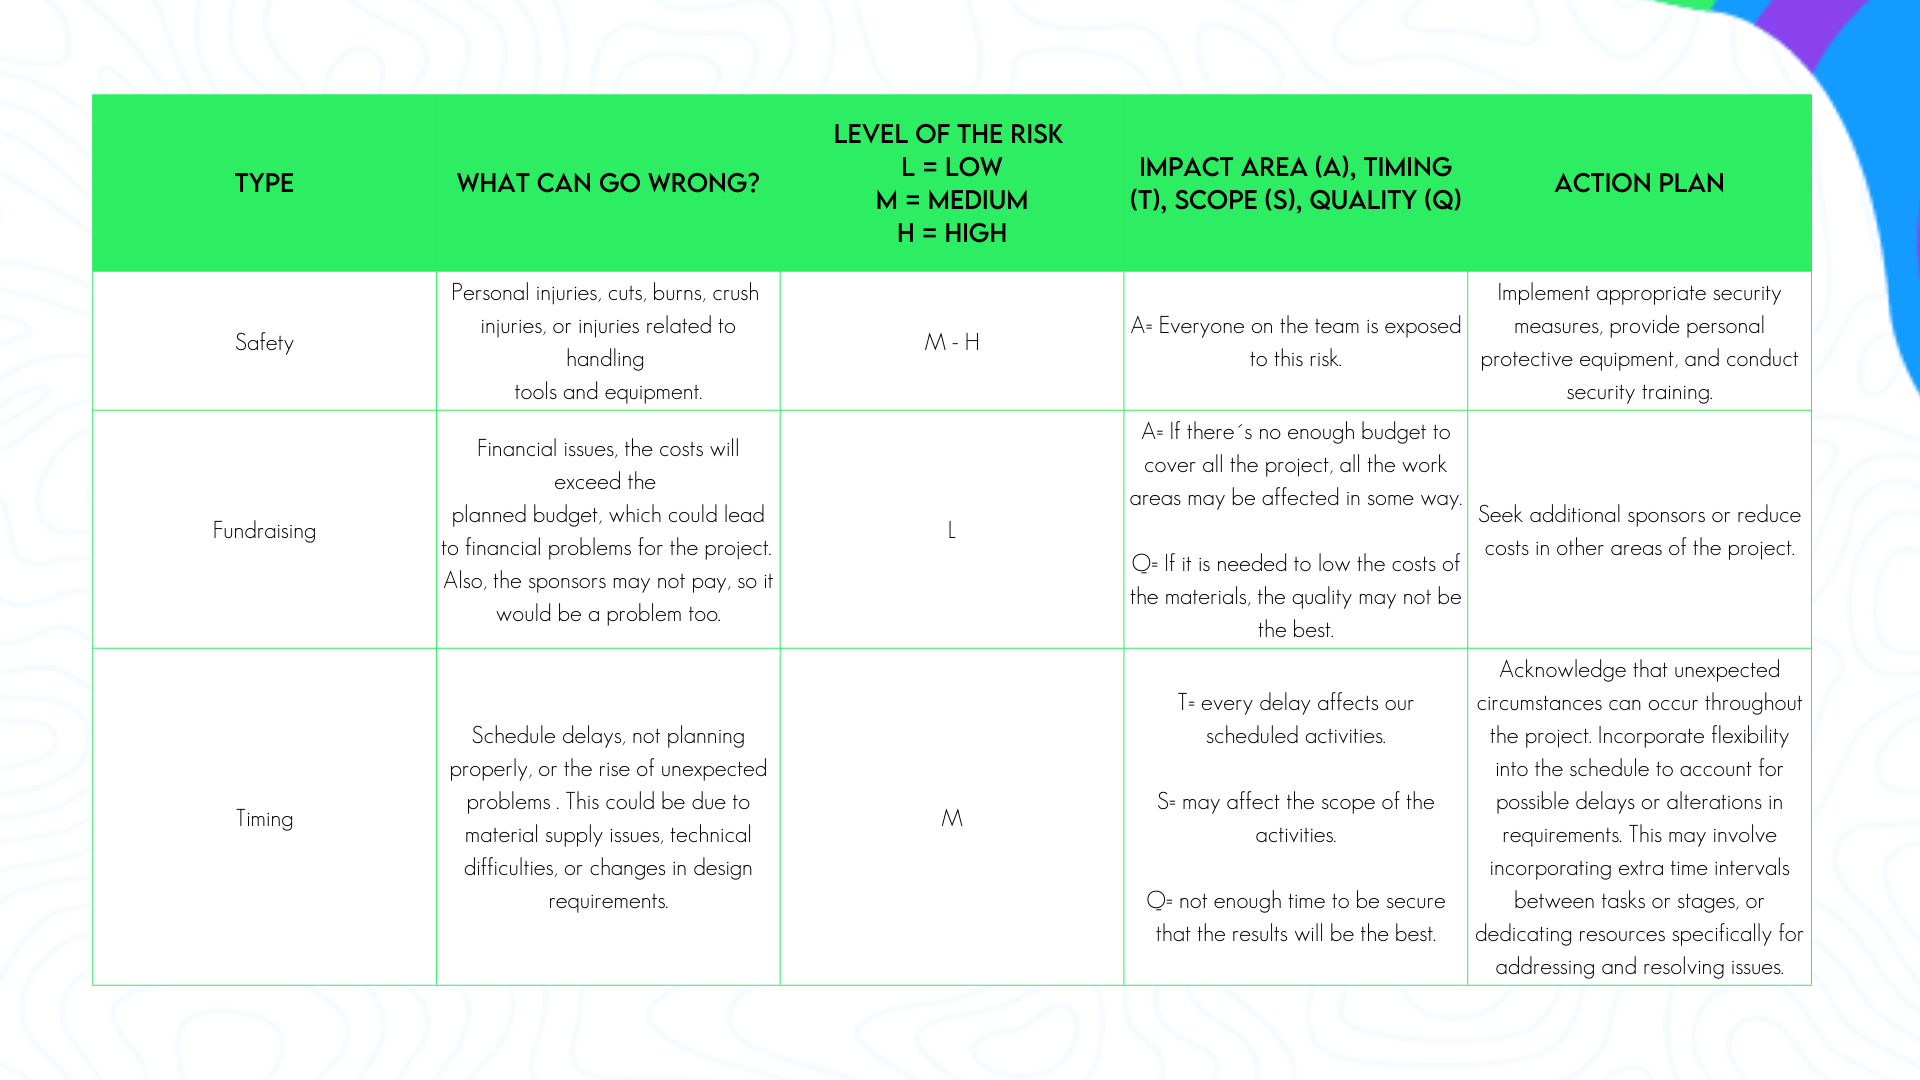 TYPE
WHAT CAN GO WRONG?
LEVEL OF THE RISK
L = LOW
M = MEDIUM
H = HIGH
IMPACT AREA (A), TIMING
(T), SCOPE (S), QUALITY (Q)
ACTION PLAN
Safety
Personal injuries, cuts, burns, crush
injuries, or injuries related to
handling
tools and equipment.
M - H
A= Everyone on the team is exposed
to this risk.
Implement appropriate security
measures, provide personal
protective equipment, and conduct
security training.
Fundraising
Financial issues, the costs will
exceed the
planned budget, which could lead
to financial problems for the project.
Also, the sponsors may not pay, so it
would be a problem too.
L
A= If there´s no enough budget to
cover all the project, all the work
areas may be affected in some way.
Q= If it is needed to low the costs of
the materials, the quality may not be
the best.
Seek additional sponsors or reduce
costs in other areas of the project.
Timing
Schedule delays, not planning
properly, or the rise of unexpected
problems . This could be due to
material supply issues, technical
difficulties, or changes in design
requirements.
M
T= every delay affects our
scheduled activities.
S= may affect the scope of the
activities.
Q= not enough time to be secure
that the results will be the best.
Acknowledge that unexpected
circumstances can occur throughout
the project. Incorporate flexibility
into the schedule to account for
possible delays or alterations in
requirements. This may involve
incorporating extra time intervals
between tasks or stages, or
dedicating resources specifically for
addressing and resolving issues.